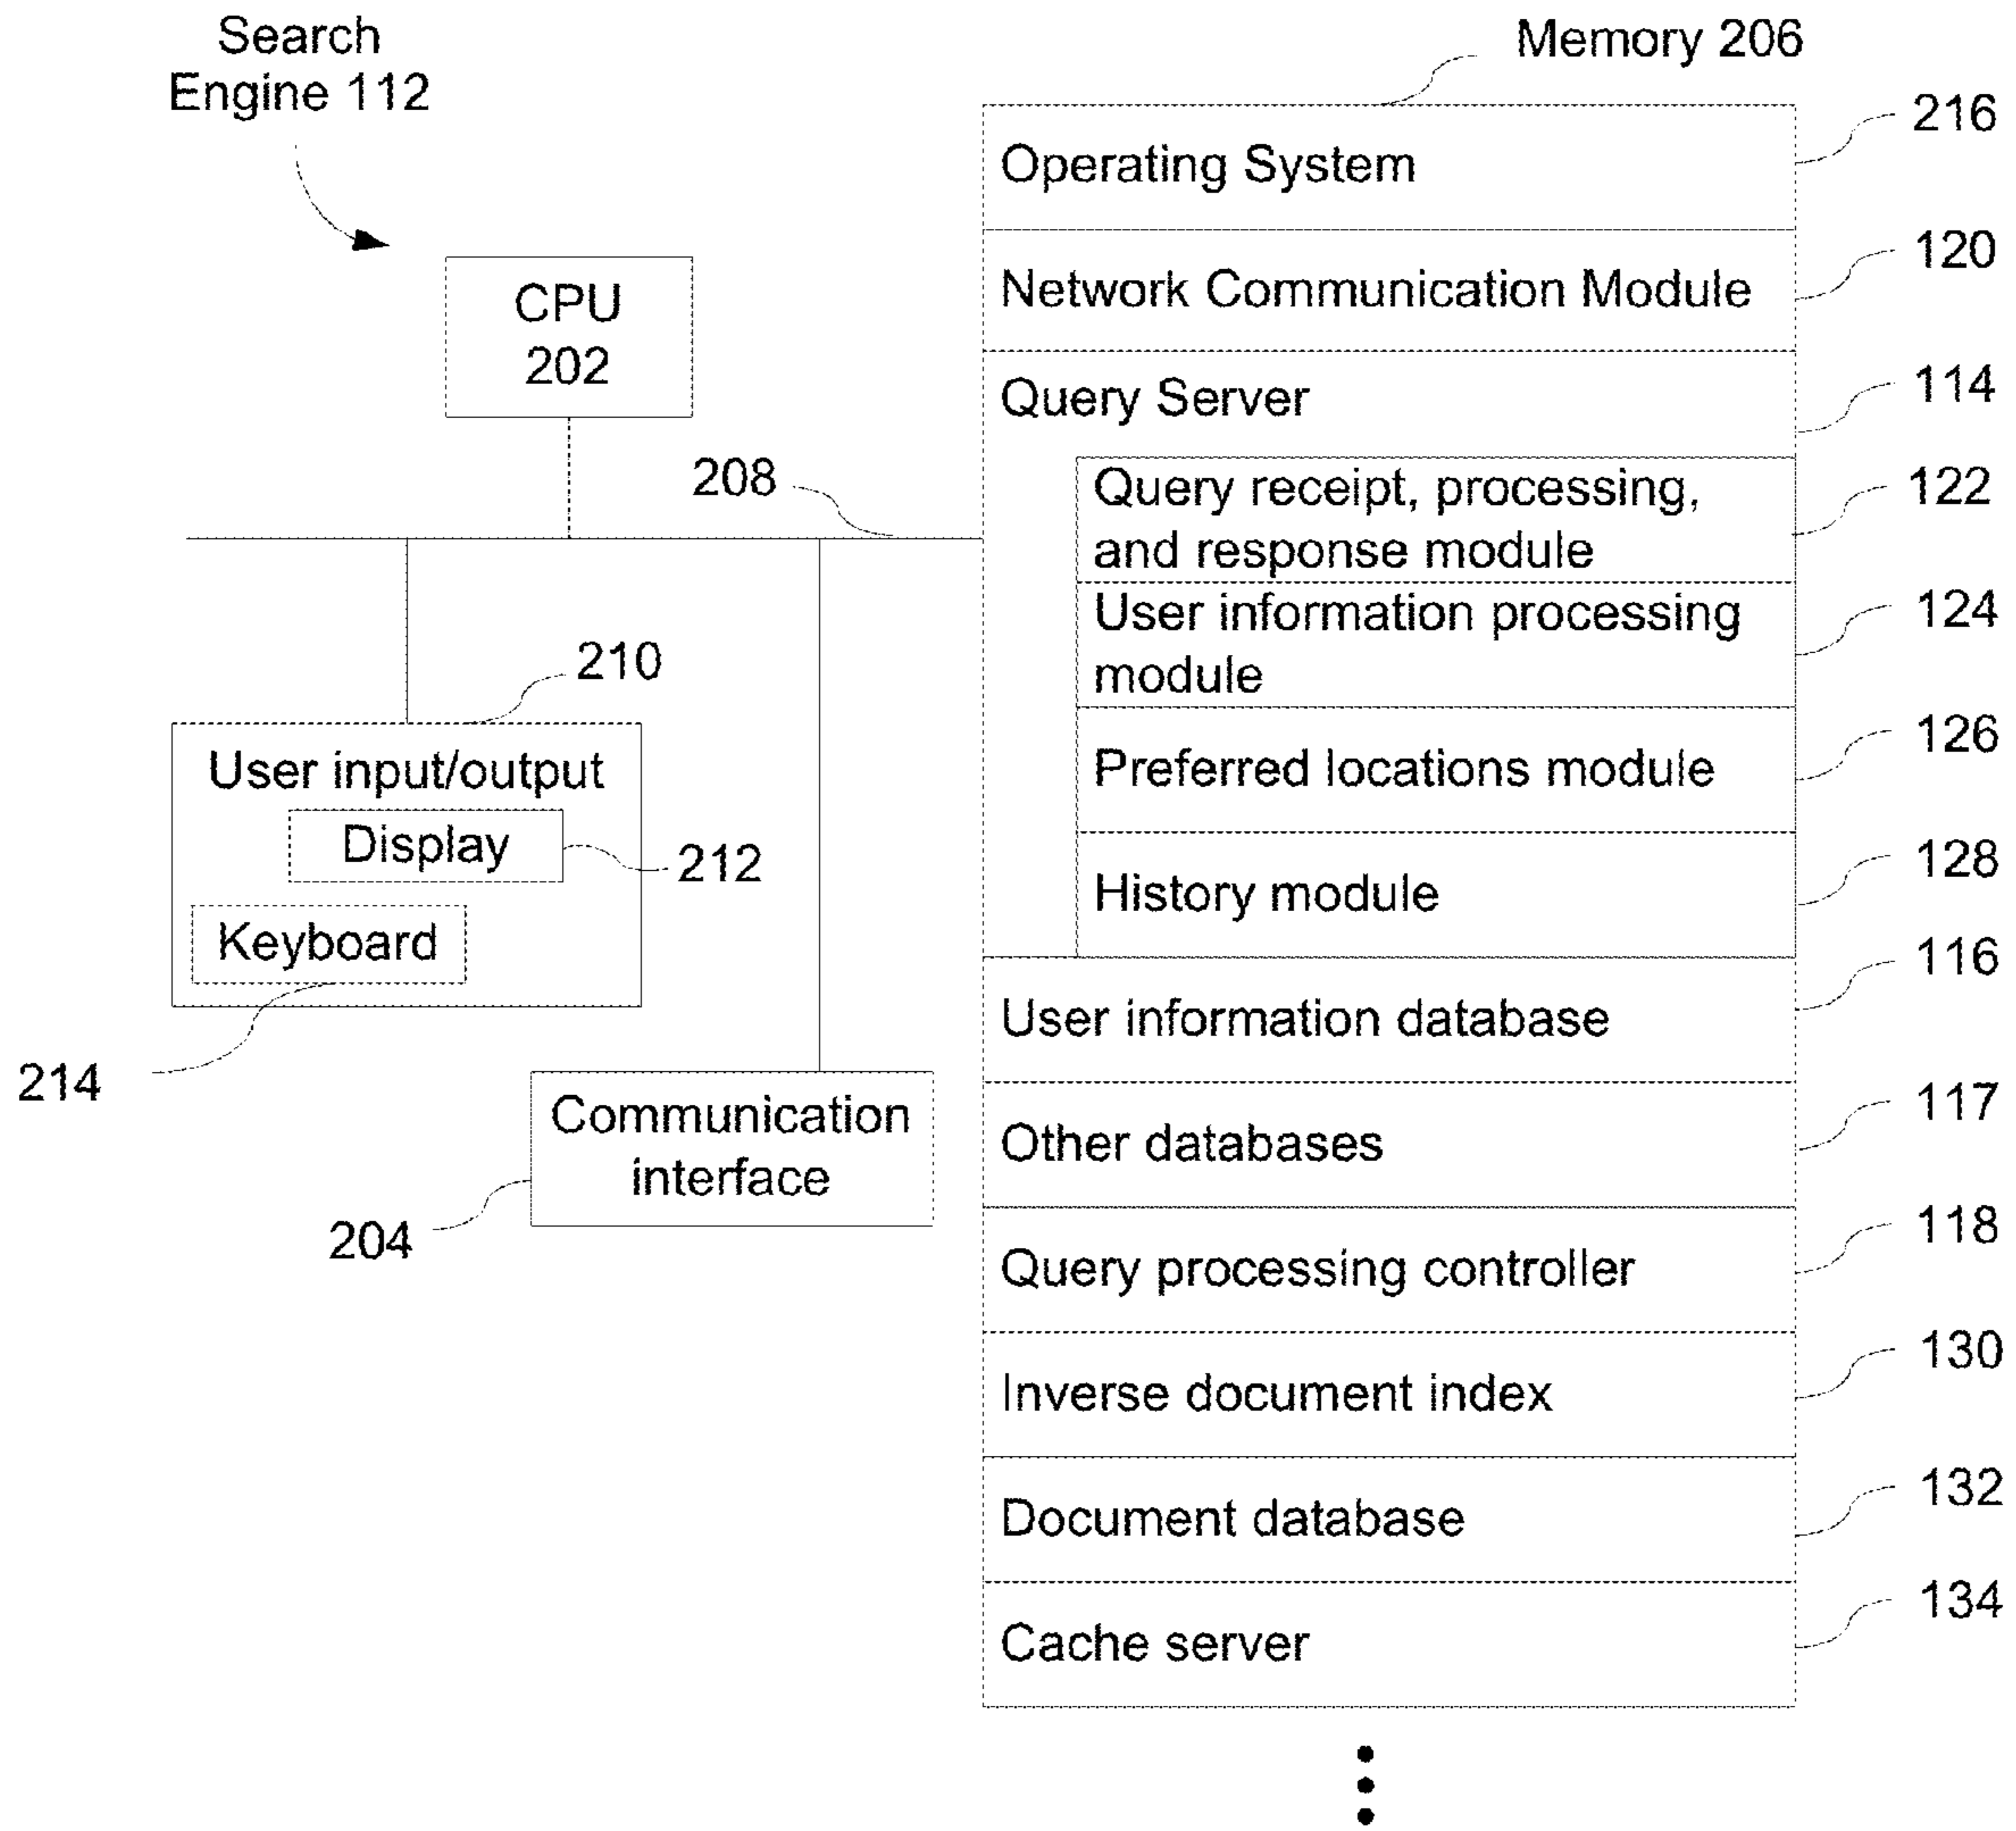 Search
Engine 112
Memory 206
Operating System
216
Network Communication Module
120
Query Server
114
Query receipt, processing,
and response module
122
User information processing
module
124
Preferred locations module
126
History module
128
User information database
116
Other databases
117
Query processing controller
118
Inverse document index
130
Document database
132
Cache server
134
CPU
202
208
210
User input/output
Display
212
Keyboard
214
Communication
interface
204